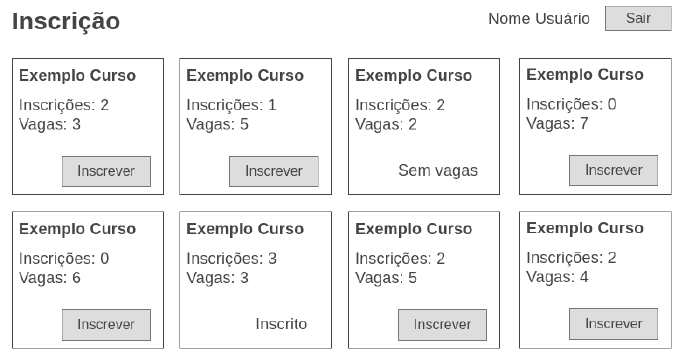 Inscrição
Nome Usuário
Sair
Exemplo Curso
Inscrições: 2
Vagas: 3
Inscrever
Exemplo Curso
Inscrições: 1
Vagas: 5
Inscrever
Exemplo Curso
Inscrições: 2
Vagas: 2
Sem vagas
Exemplo Curso
Inscrições: 0
Vagas: 7
Inscrever
Exemplo Curso
Inscrições: 0
Vagas: 6
Inscrever
Exemplo Curso
Inscrições: 3
Vagas: 3
Inscrito
Exemplo Curso
Inscrições: 2
Vagas: 5
Inscrever
Exemplo Curso
Inscrições: 2
Vagas: 4
Inscrever